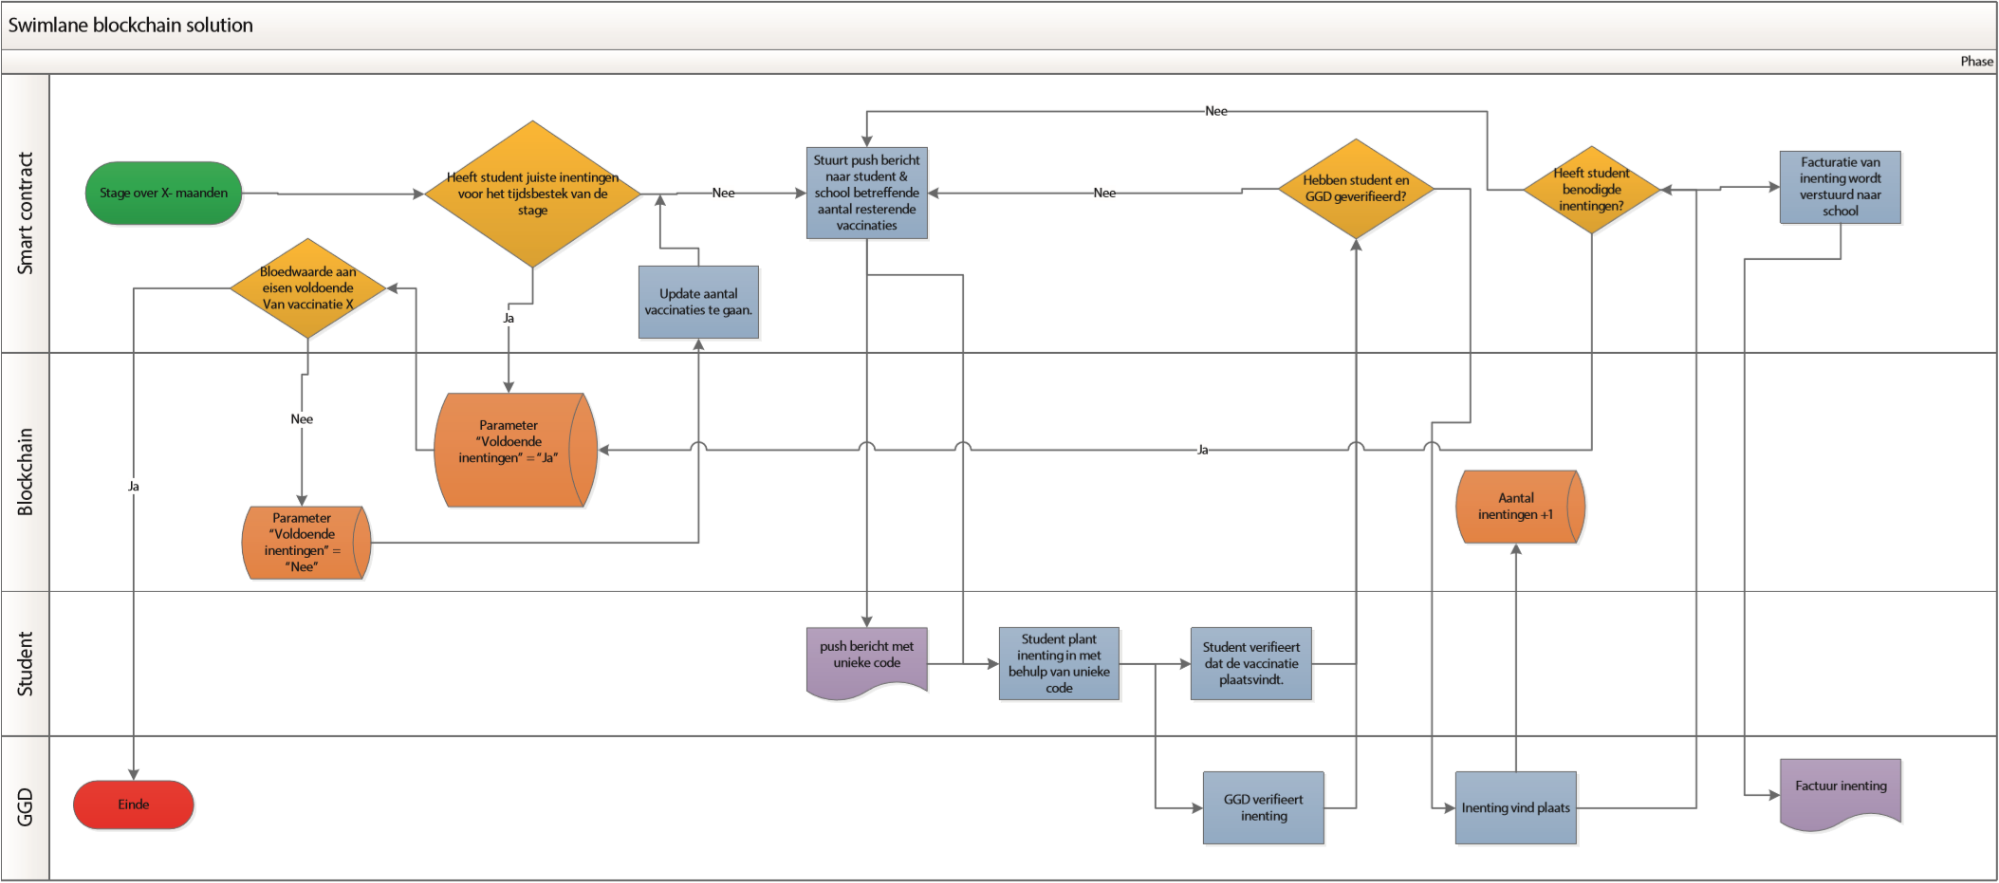 Swimlane blockchain solution
Phase
Smart contract
Stage over X- maanden
Heeft student juiste inentingen
voor het tijdsbestek van de
stage
Nee
Stuurt push bericht
naar student &
school betreffende
aantal resterende
vaccinaties
Nee
Nee
Hebben student en
GGD geverifieerd?
Heeft student
benodigde
inentingen?
Facturatie van
inenting wordt
verstuurd naar
school
Bloedwaarde aan
eisen voldoende
Van vaccinatie X
Ja
Update aantal
vaccinaties te gaan.
Blockchain
Ja
Nee
Parameter
“Voldoende
inentingen” = “Ja”
Ja
Parameter
“Voldoende
inentingen” =
“Nee”
Aantal
inentingen +1
Student
push bericht met
unieke code
Student plant
inenting in met
behulp van unieke
code
Student verifieert
dat de vaccinatie
plaatsvindt.
GGD
Einde
GGD verifieert
inenting
Inenting vind plaats
Factuur inenting